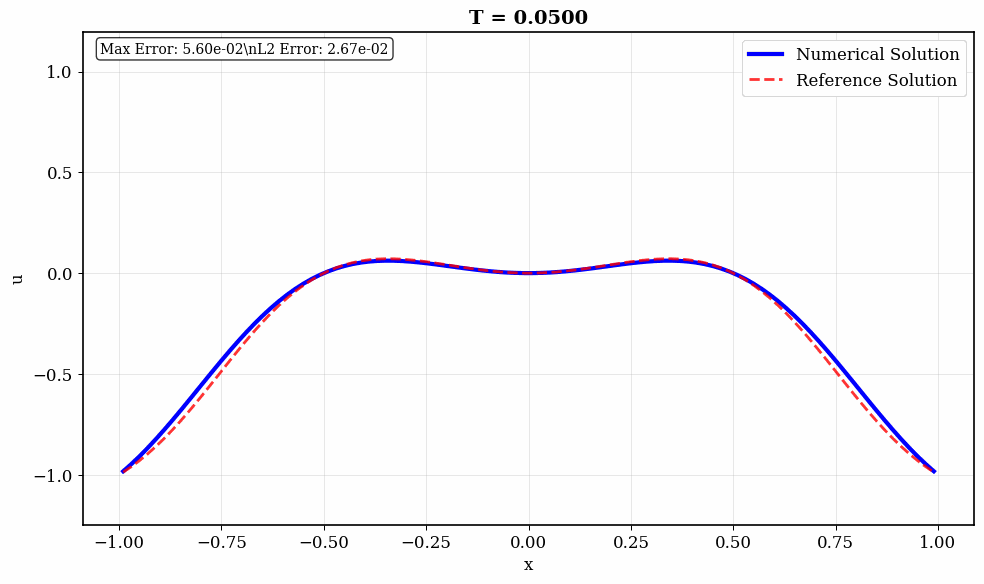 T = 0.0500
Max Error: 5.60e-02\nL2 Error: 2.67e-02
Numerical Solution
Reference Solution
1.0
0.5
0.0
−0.5
−1.0
u
−1.00 −0.75 −0.50 −0.25 0.00 0.25 0.50 0.75 1.00
x